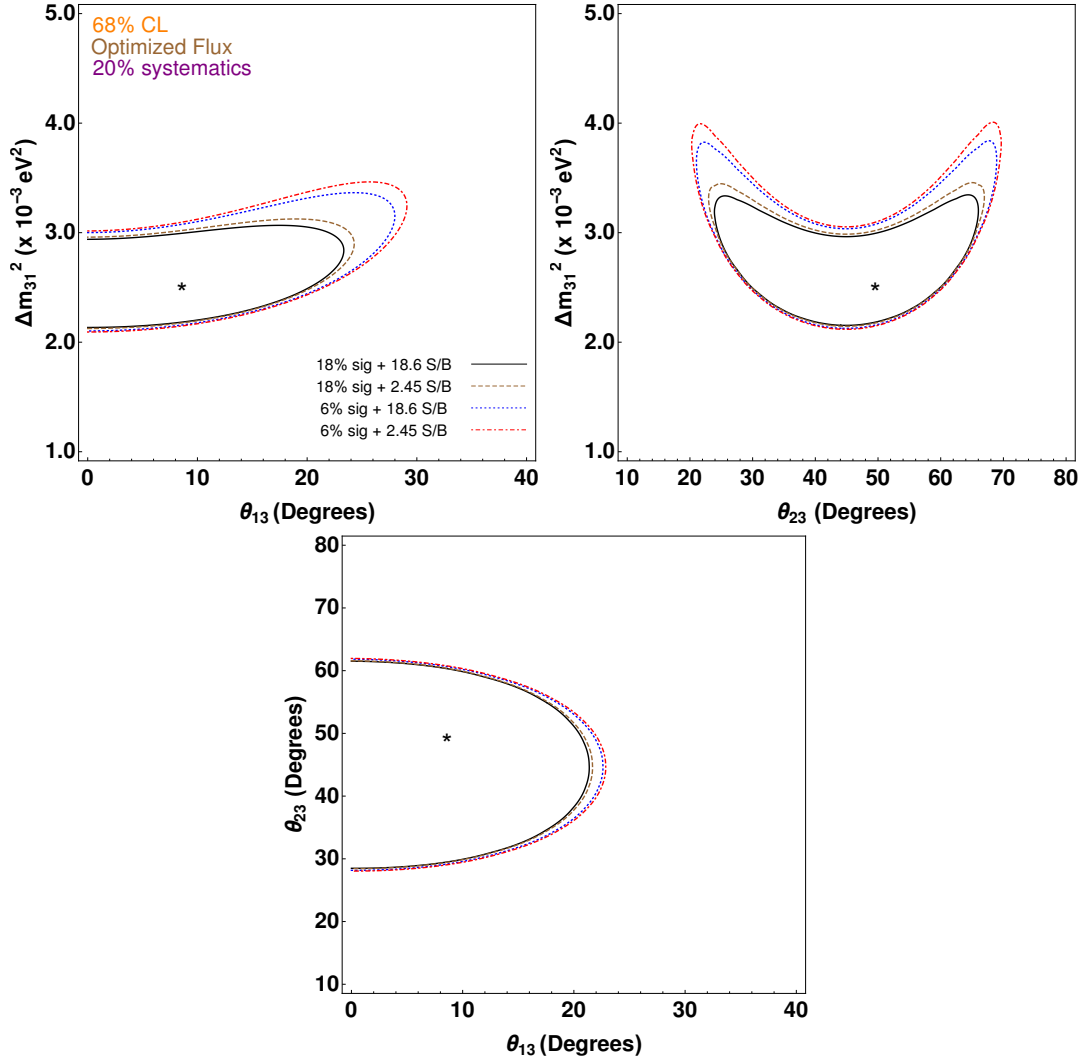 68% CL
Optimized Flux
20% systematics
5.0
4.0
3.0
2.0
1.0
Δm₃₁² (x 10⁻³ eV²)
18% sig + 18.6 S/B
18% sig + 2.45 S/B
6% sig + 18.6 S/B
6% sig + 2.45 S/B
0 10 20 30 40
θ₁₃ (Degrees)
5.0
4.0
3.0
2.0
1.0
Δm₃₁² (x 10⁻³ eV²)
10 20 30 40 50 60 70 80
θ₂₃ (Degrees)
80
70
60
50
40
30
20
10
θ₂₃ (Degrees)
0 10 20 30 40
θ₁₃ (Degrees)